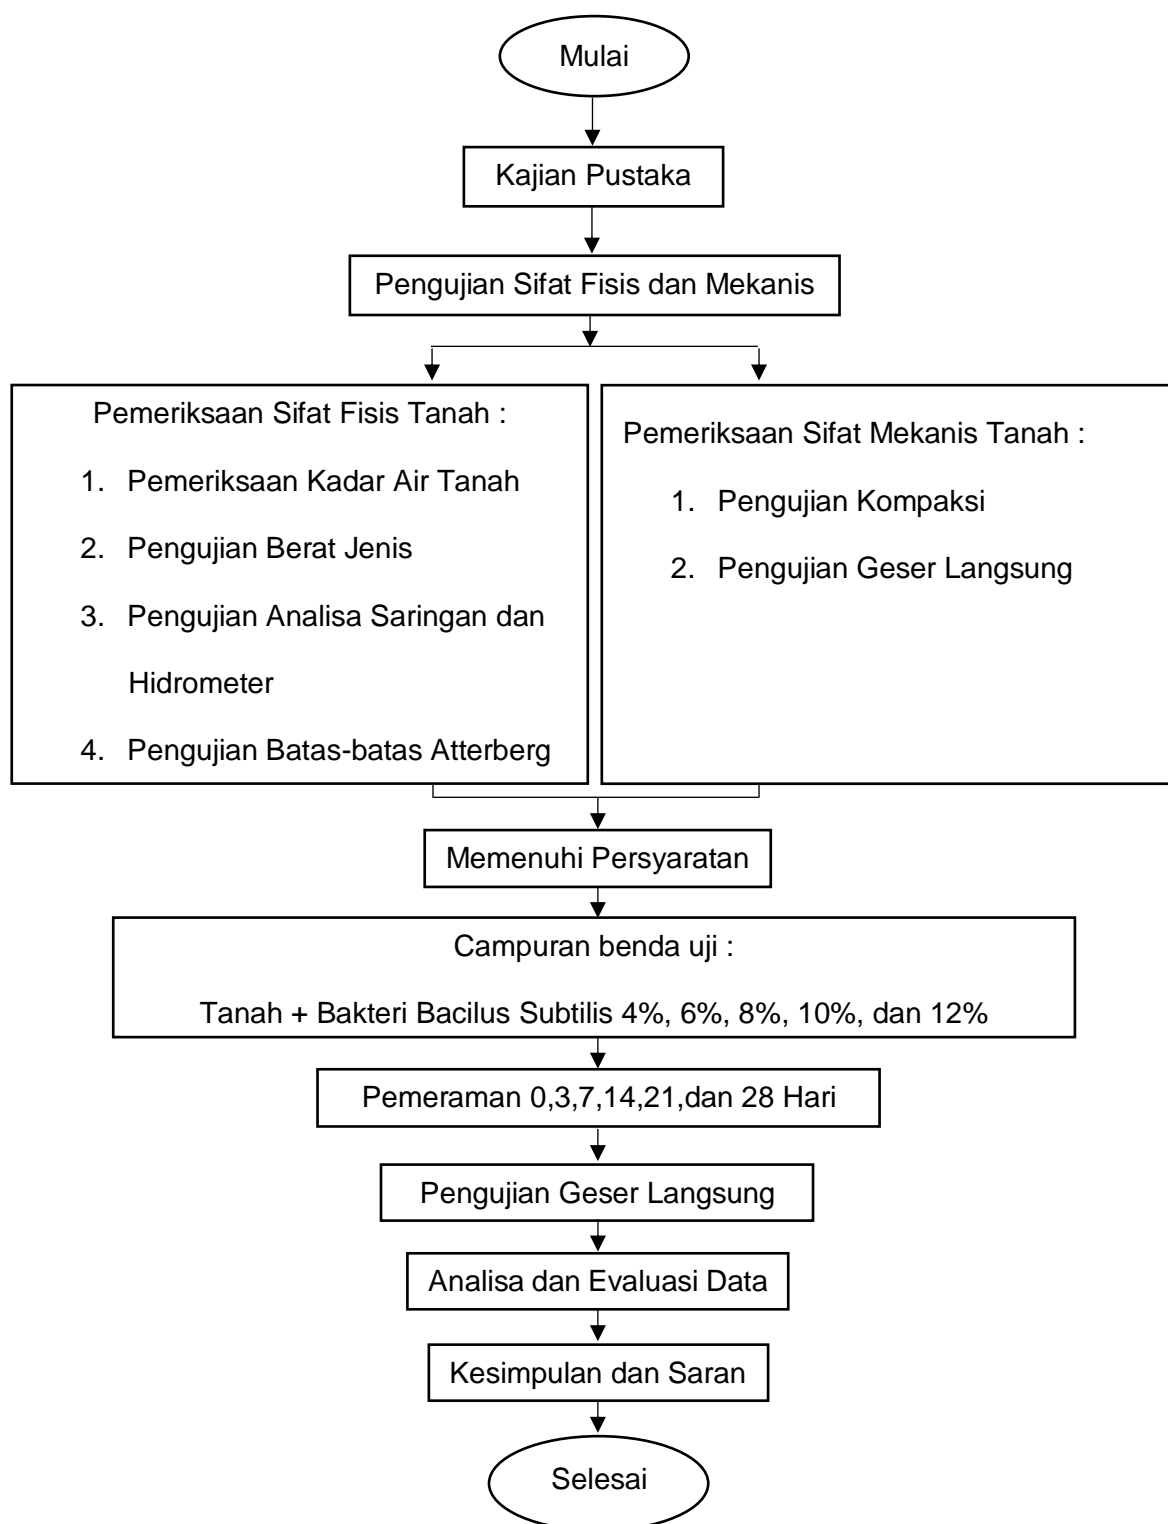 Mulai
Kajian Pustaka
Pengujian Sifat Fisis dan Mekanis
Pemeriksaan Sifat Fisis Tanah :
1. Pemeriksaan Kadar Air Tanah
2. Pengujian Berat Jenis
3. Pengujian Analisa Saringan dan
Hidrometer
4. Pengujian Batas-batas Atterberg
Pemeriksaan Sifat Mekanis Tanah :
1. Pengujian Kompaksi
2. Pengujian Geser Langsung
Memenuhi Persyaratan
Campuran benda uji :
Tanah + Bakteri Bacilus Subtilis 4%, 6%, 8%, 10%, dan 12%
Pemeraman 0,3,7,14,21,dan 28 Hari
Pengujian Geser Langsung
Analisa dan Evaluasi Data
Kesimpulan dan Saran
Selesai